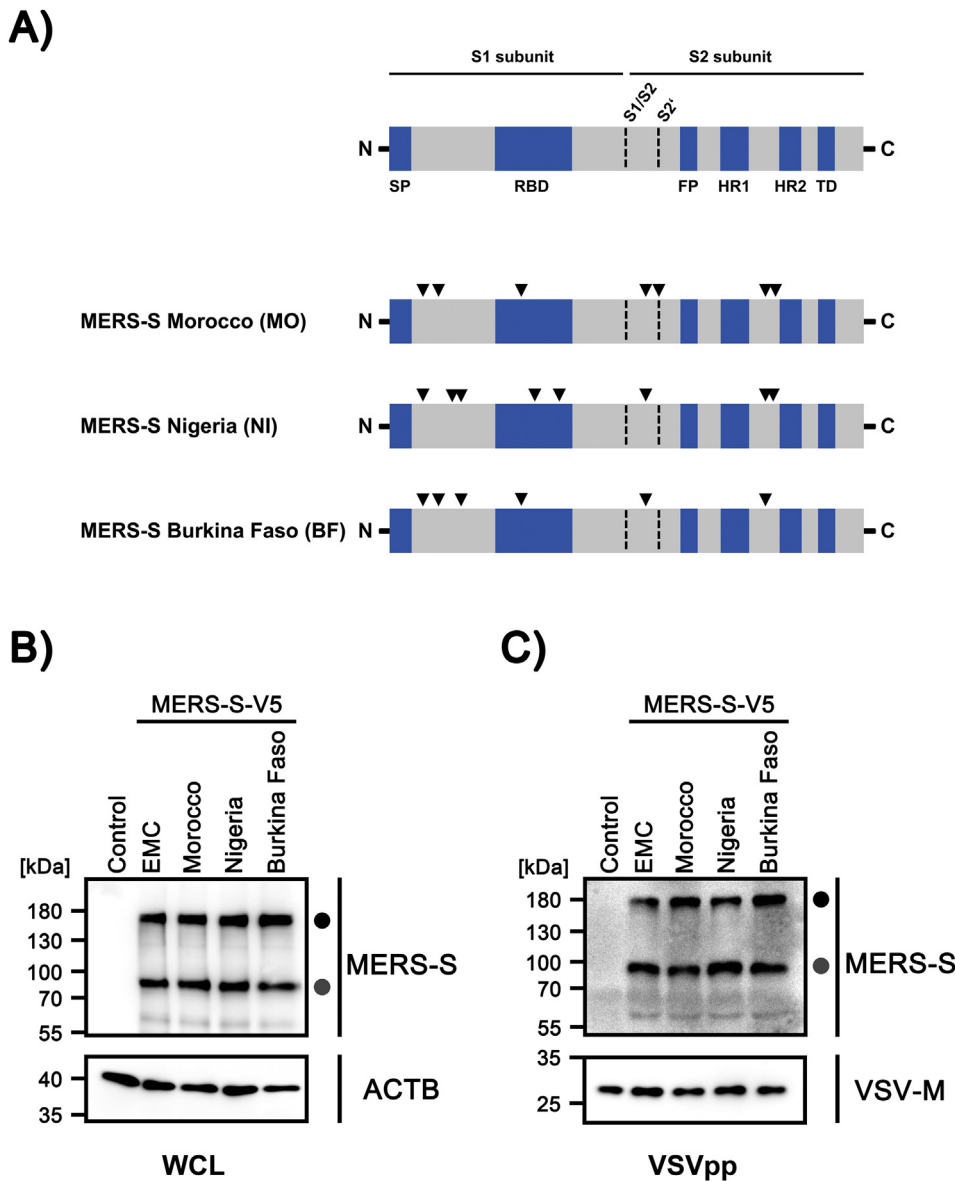 A)
S1 subunit S2 subunit
S1/S2 S2‘
N C
SP RBD FP HR1 HR2 TD
MERS-S Morocco (MO) N C
MERS-S Nigeria (NI) N C
MERS-S Burkina Faso (BF) N C
B)
MERS-S-V5
Control
EMC
Morocco
Nigeria
Burkina Faso
[kDa]
180
130
100
70
55
MERS-S
40
35
ACTB
WCL
C)
MERS-S-V5
Control
EMC
Morocco
Nigeria
Burkina Faso
[kDa]
180
130
100
70
55
MERS-S
35
25
VSV-M
VSVpp